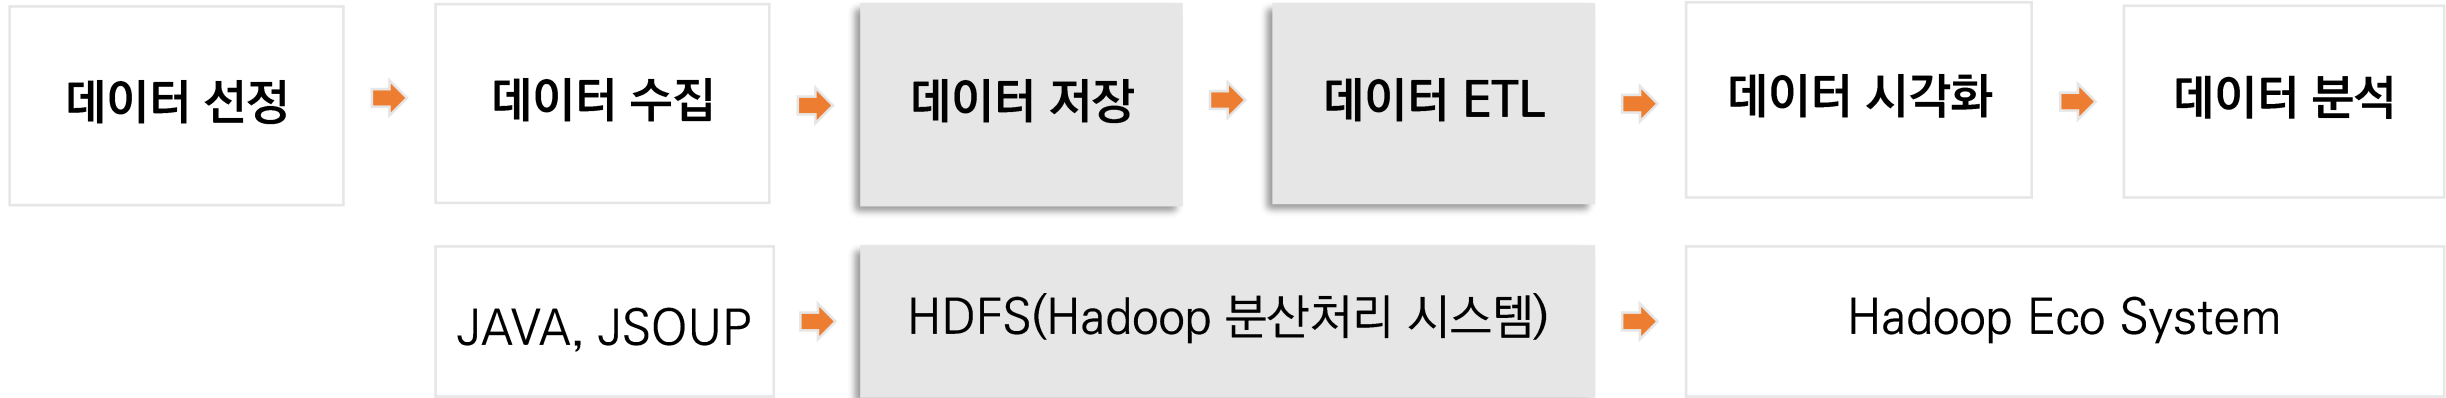 데이터 선정
데이터 수집
데이터 저장
데이터 ETL
데이터 시각화
데이터 분석
JAVA, JSOUP
HDFS(Hadoop 분산처리 시스템)
Hadoop Eco System